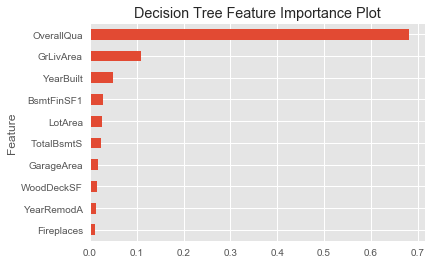 Decision Tree Feature Importance Plot
OverallQua
GrLivArea
YearBuilt
BsmtFinSF1
LotArea
TotalBsmtS
GarageArea
WoodDeckSF
YearRemodA
Fireplaces
Feature
0.0 0.1 0.2 0.3 0.4 0.5 0.6 0.7